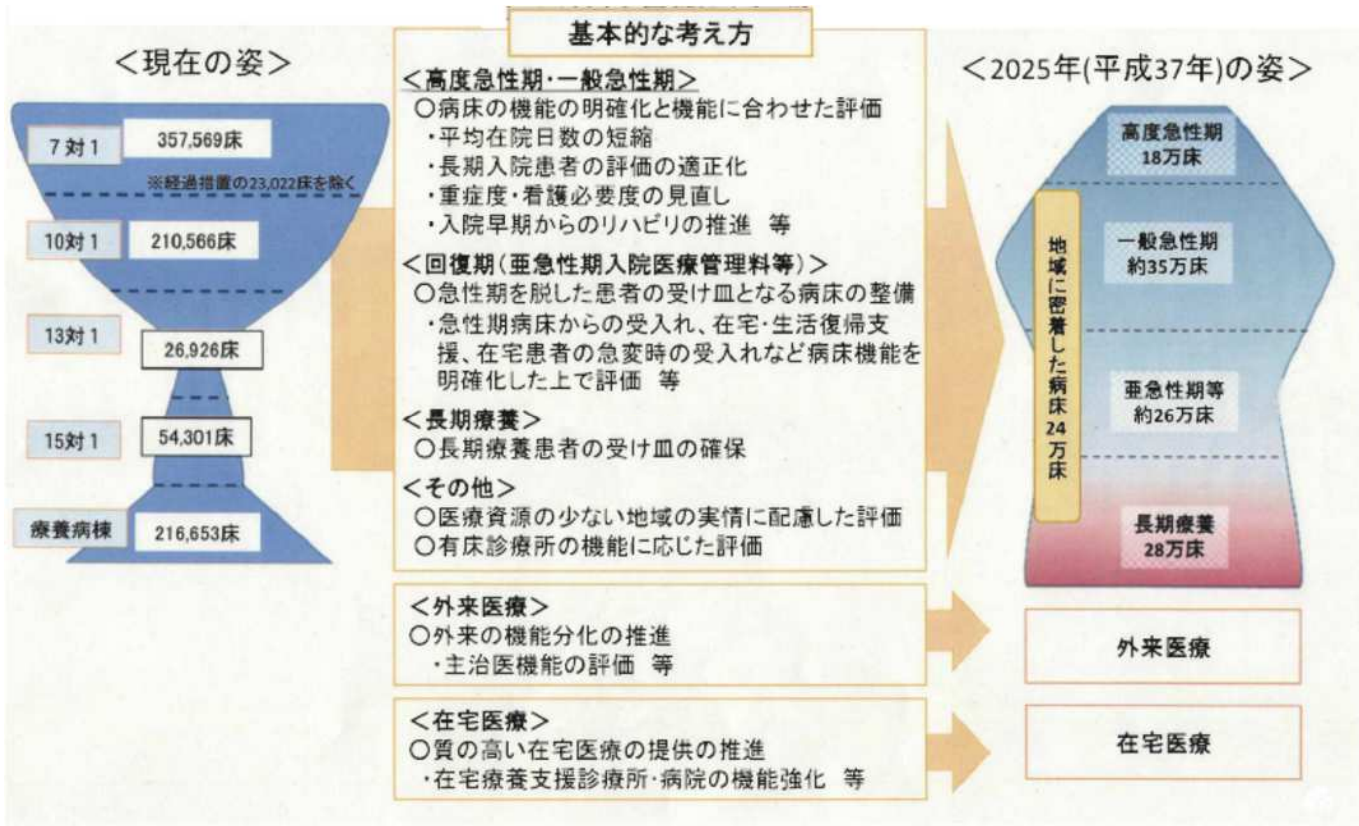 基本的な考え方
<現在の姿>
7対1
357,569床
※経過措置の23,022床を除く
10対1
210,566床
13対1
26,926床
15対1
54,301床
療養病棟
216,653床
<高度急性期・一般急性期>
○病床の機能の明確化と機能に合わせた評価
・平均在院日数の短縮
・長期入院患者の評価の適正化
・重症度・看護必要度の見直し
・入院早期からのリハビリの推進 等
<回復期(亜急性期入院医療管理料等)>
○急性期を脱した患者の受け皿となる病床の整備
・急性期病床からの受入れ、在宅・生活復帰支
援、在宅患者の急変時の受入れなど病床機能を
明確化した上で評価 等
<長期療養>
○長期療養患者の受け皿の確保
<その他>
○医療資源の少ない地域の実情に配慮した評価
○有床診療所の機能に応じた評価
<外来医療>
○外来の機能分化の推進
・主治医機能の評価 等
<在宅医療>
○質の高い在宅医療の提供の推進
・在宅療養支援診療所・病院の機能強化 等
<2025年(平成37年)の姿>
高度急性期
18万床
一般急性期
約35万床
亜急性期等
約26万床
長期療養
28万床
地域に密着した病床24万床
外来医療
在宅医療